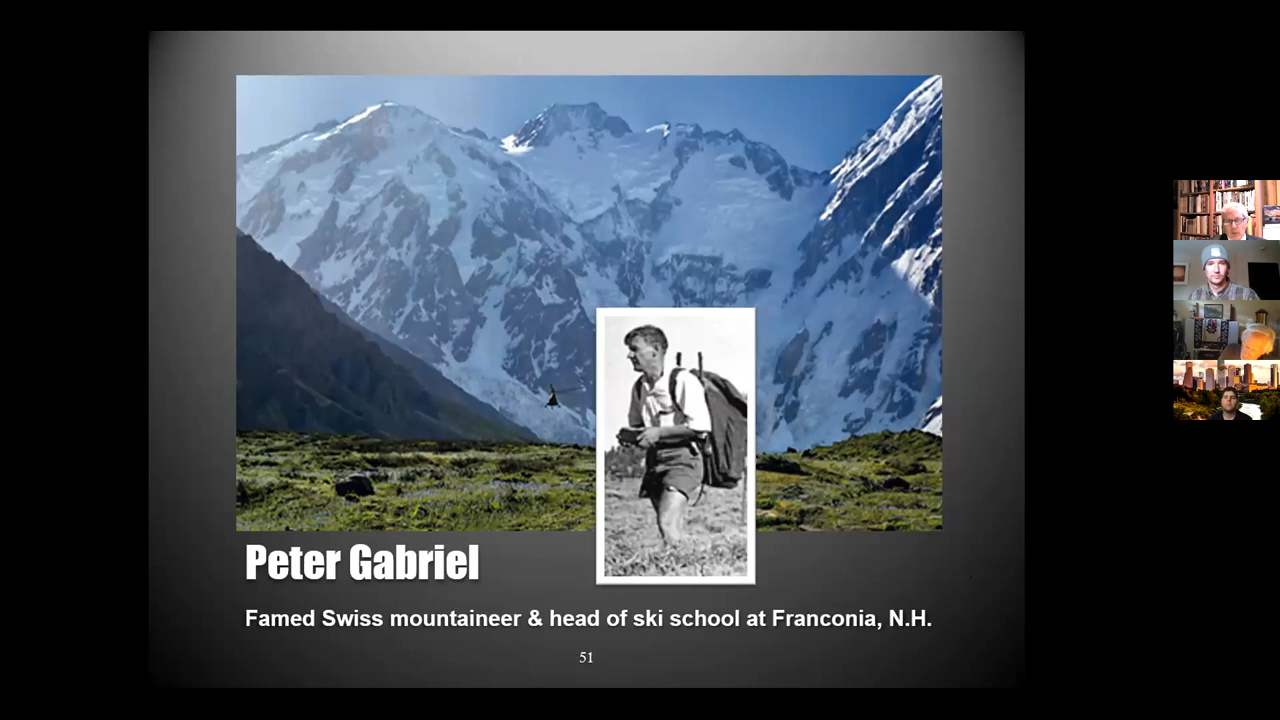 Peter Gabriel
Famed Swiss mountaineer & head of ski school at Franconia, N.H.
51